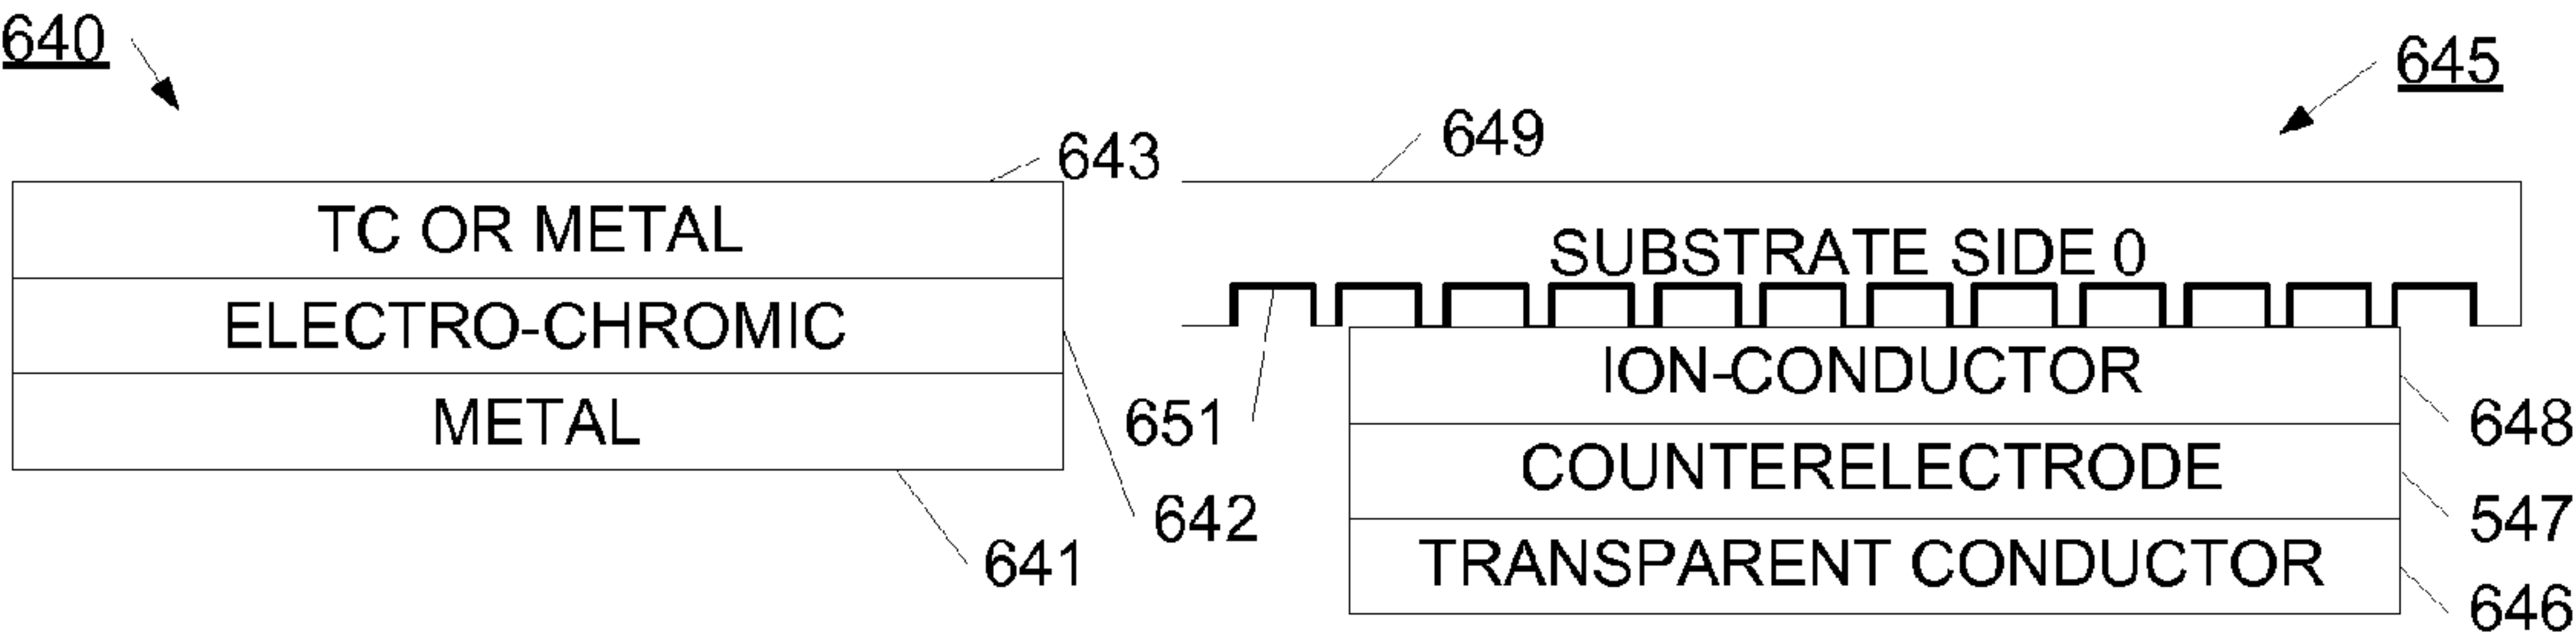 640
645
649
643
TC OR METAL
SUBSTRATE SIDE 0
ELECTRO-CHROMIC
ION-CONDUCTOR
METAL
651
648
COUNTERELECTRODE
642
547
641
TRANSPARENT CONDUCTOR
646